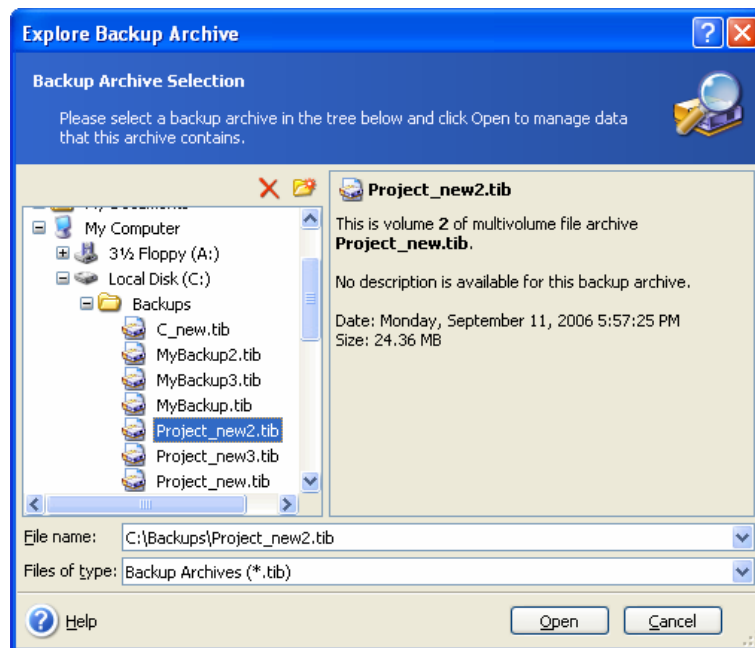 Explore Backup Archive
Backup Archive Selection
Please select a backup archive in the tree below and click Open to manage data
that this archive contains.
My Documents
My Computer
3½ Floppy (A:)
Local Disk (C:)
Backups
C_new.tib
MyBackup2.tib
MyBackup3.tib
MyBackup.tib
Project_new2.tib
Project_new3.tib
Project_new.tib
Project_new2.tib
This is volume 2 of multivolume file archive
Project_new.tib.
No description is available for this backup archive.
Date: Monday, September 11, 2006 5:57:25 PM
Size: 24.36 MB
File name: C:\Backups\Project_new2.tib
Files of type: Backup Archives (*.tib)
Help
Open
Cancel